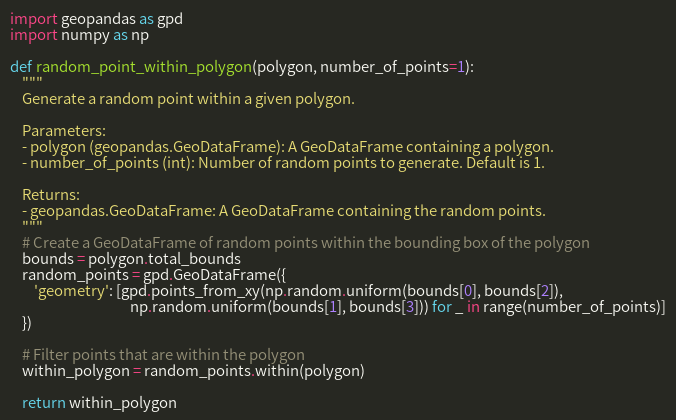 import geopandas as gpd
import numpy as np

def random_point_within_polygon(polygon, number_of_points=1):
    """
    Generate a random point within a given polygon.

    Parameters:
    - polygon (geopandas.GeoDataFrame): A GeoDataFrame containing a polygon.
    - number_of_points (int): Number of random points to generate. Default is 1.

    Returns:
    - geopandas.GeoDataFrame: A GeoDataFrame containing the random points.
    """
    # Create a GeoDataFrame of random points within the bounding box of the polygon
    bounds = polygon.total_bounds
    random_points = gpd.GeoDataFrame({
        'geometry': [gpd.points_from_xy(np.random.uniform(bounds[0], bounds[2]),
                                        np.random.uniform(bounds[1], bounds[3])) for _ in range(number_of_points)]
    })

    # Filter points that are within the polygon
    within_polygon = random_points.within(polygon)

    return within_polygon